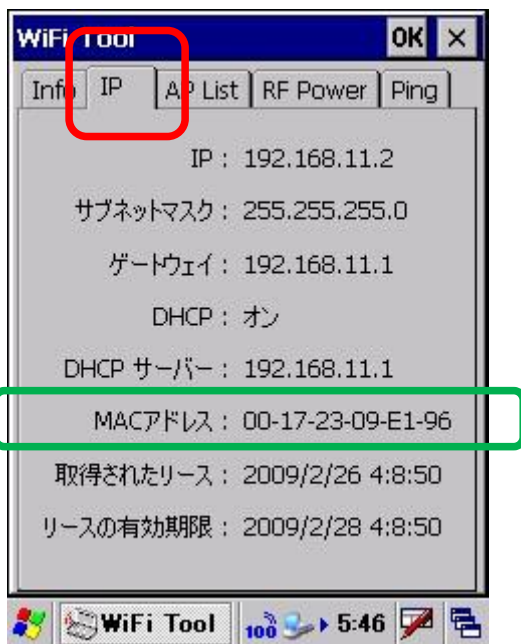 WiFi Tool OK ×
Info IP AP List RF Power Ping
IP : 192.168.11.2
サブネットマスク : 255.255.255.0
ゲートウェイ : 192.168.11.1
DHCP : オン
DHCP サーバー : 192.168.11.1
MACアドレス : 00-17-23-09-E1-96
取得されたリース : 2009/2/26 4:8:50
リースの有効期限 : 2009/2/28 4:8:50
WiFi Tool 100 5:46